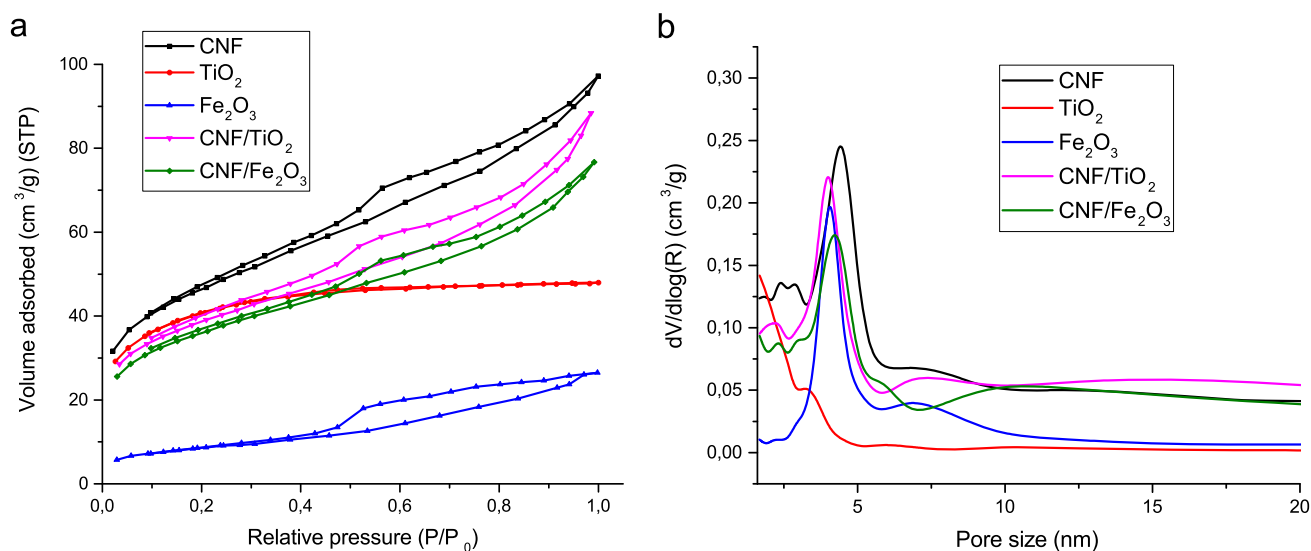 a
CNF
TiO₂
Fe₂O₃
CNF/TiO₂
CNF/Fe₂O₃
Volume adsorbed (cm³/g) (STP)
100
80
60
40
20
0
0,0 0,2 0,4 0,6 0,8 1,0
Relative pressure (P/P₀)
b
CNF
TiO₂
Fe₂O₃
CNF/TiO₂
CNF/Fe₂O₃
dV/dlog(R) (cm³/g)
0,30
0,25
0,20
0,15
0,10
0,05
0,00
5 10 15 20
Pore size (nm)